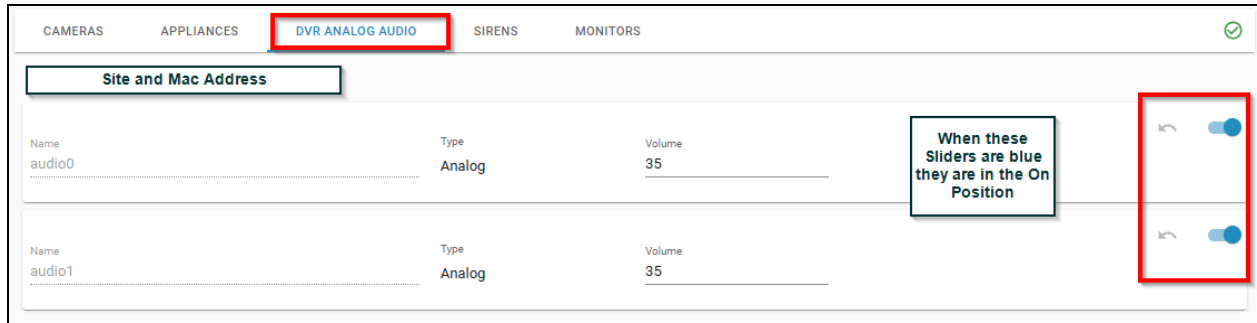 CAMERAS APPLIANCES DVR ANALOG AUDIO SIRENS MONITORS
Site and Mac Address
Name Type Volume
audio0 Analog 35
When these
Sliders are blue
they are in the On
Position
Name Type Volume
audio1 Analog 35